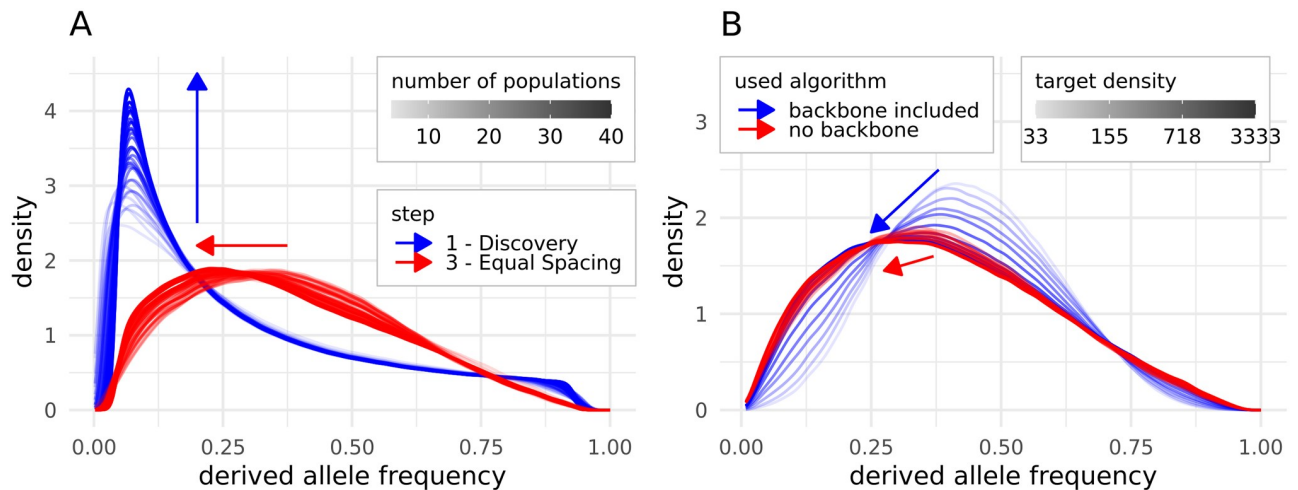 A
number of populations
10 20 30 40
step
1 - Discovery
3 - Equal Spacing
density
4
3
2
1
0
0.00 0.25 0.50 0.75 1.00
derived allele frequency
B
used algorithm
backbone included
no backbone
target density
33 155 718 3333
density
3
2
1
0
0.00 0.25 0.50 0.75 1.00
derived allele frequency